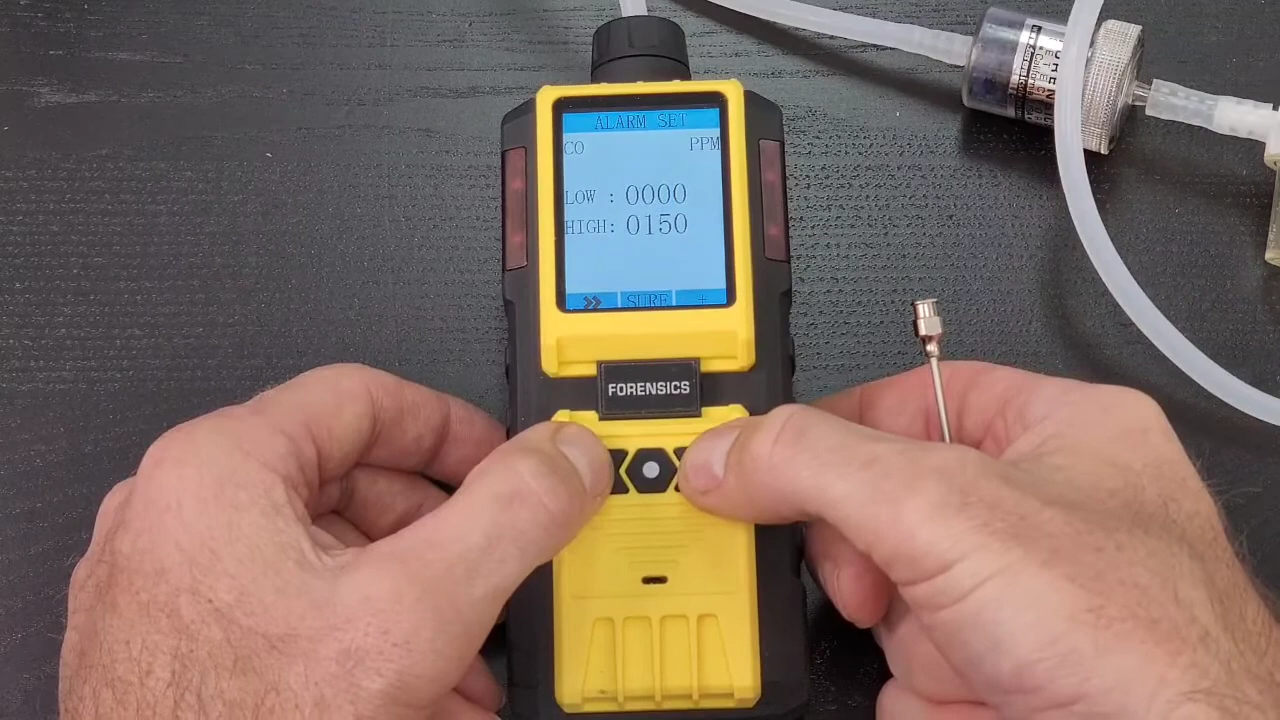 ALARM SET
CO PPM
LOW : 0000
HIGH: 0150
SURE +
FORENSICS